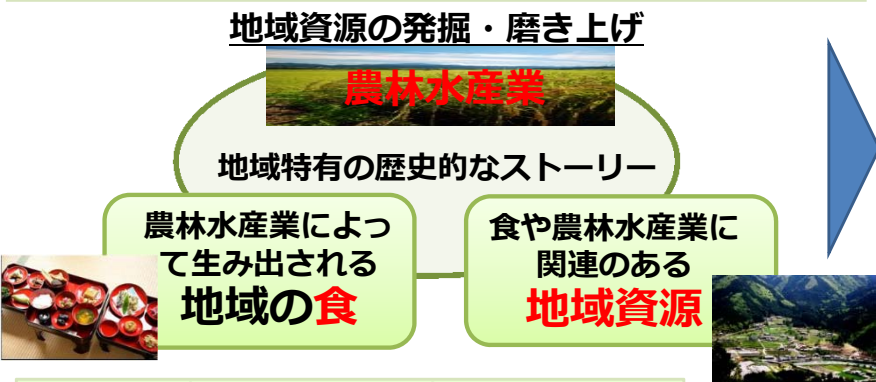 地域資源の発掘・磨き上げ
農林水産業
地域特有の歴史的なストーリー
農林水産業によっ
て生み出される
地域の食
食や農林水産業に
関連のある
地域資源